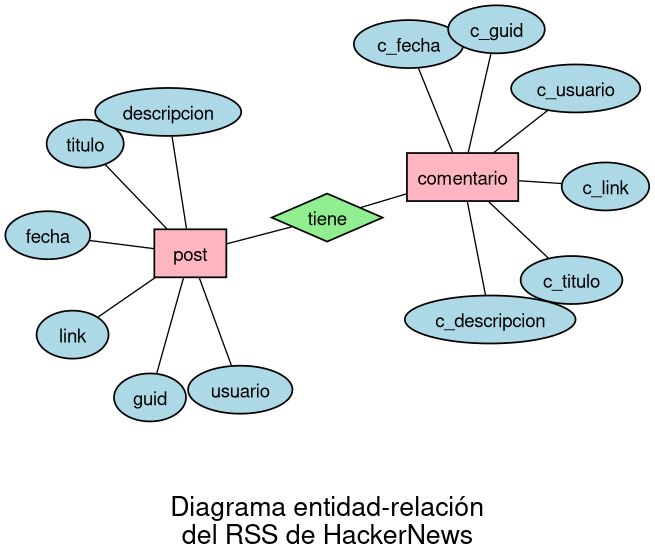 c_guid
c_fecha
c_usuario
descripcion
titulo
comentario
c_link
tiene
fecha
post
c_titulo
c_descripcion
link
guid
usuario
Diagrama entidad-relación
del RSS de HackerNews